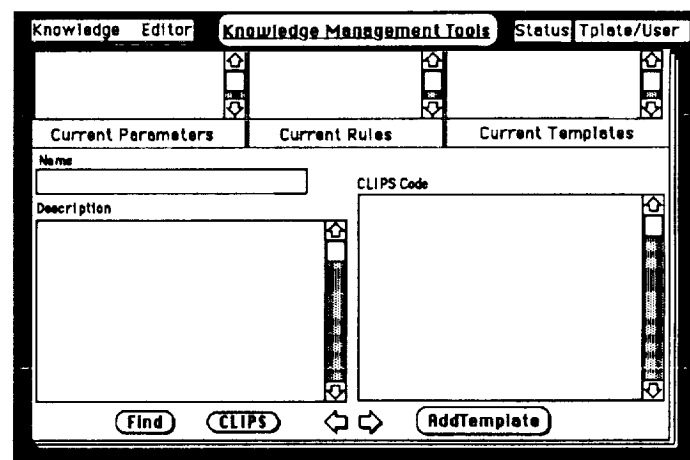 Knowledge Editor Knowledge Management Tools Status Tplate/User
Current Parameters Current Rules Current Templates
Name
CLIPS Code
Description
Find CLIPS AddTemplate